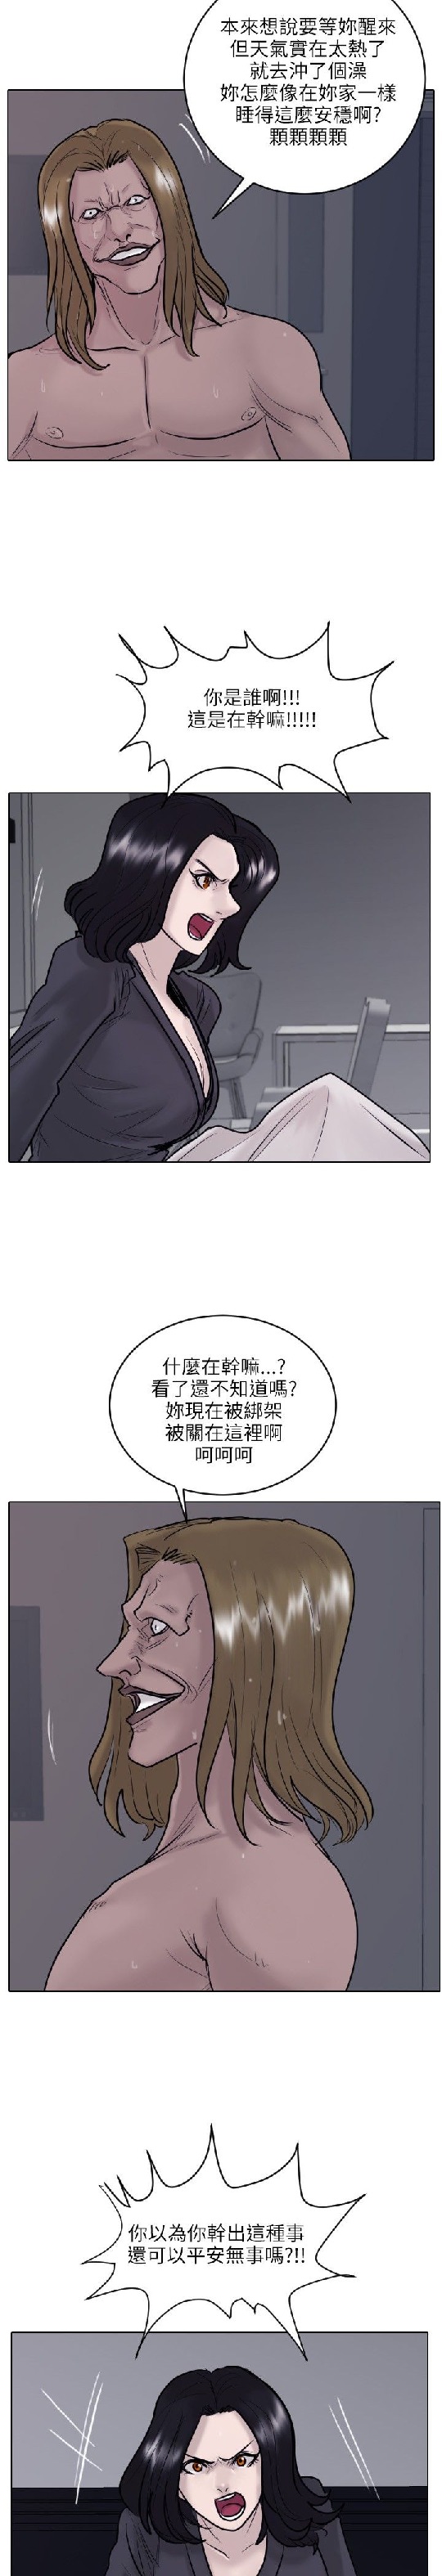 本來想說要等妳醒來
但天氣實在太熱了
就去沖了個澡
妳怎麼像在妳家一樣
睡得這麼安穩啊?
顆顆顆顆
你是誰啊!!!
這是在幹嘛!!!!!
什麼在幹嘛...?
看了還不知道嗎?
妳現在被綁架
被關在這裡啊
呵呵呵
你以為你幹出這種事
還可以平安無事嗎?!!